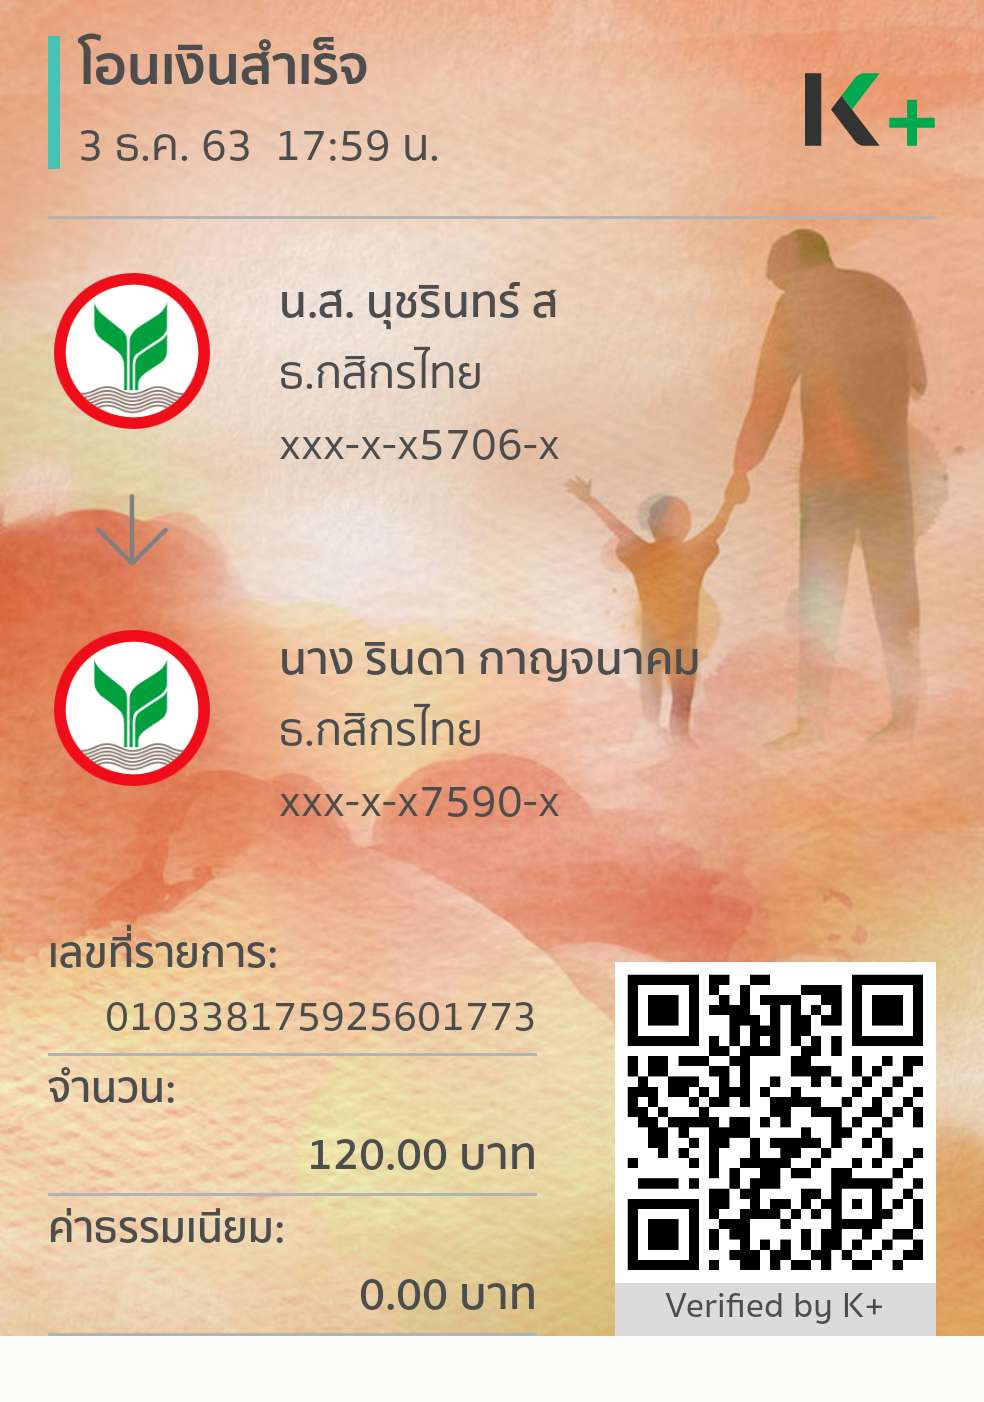 โอนเงินสำเร็จ
3 ธ.ค. 63 17:59 น.
K+
น.ส. นุชรินทร์ ส
ธ.กสิกรไทย
xxx-x-x5706-x
นาง รินดา กาญจนาคม
ธ.กสิกรไทย
xxx-x-x7590-x
เลขที่รายการ:
010338175925601773
จำนวน:
120.00 บาท
ค่าธรรมเนียม:
0.00 บาท
Verified by K+